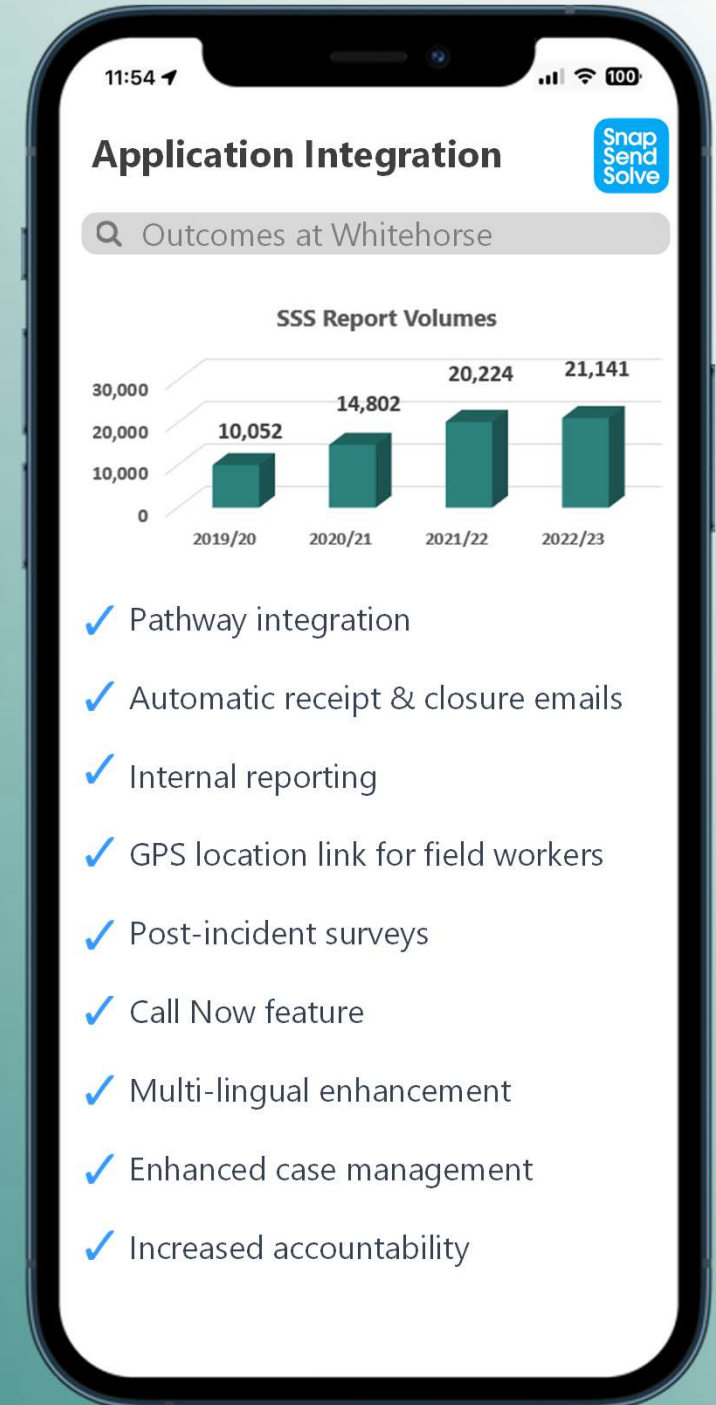 11:54
100
Application Integration
Snap
Send
Solve
Outcomes at Whitehorse
SSS Report Volumes
30,000
20,000
10,000
0
10,052
14,802
20,224
21,141
2019/20
2020/21
2021/22
2022/23
✓ Pathway integration
✓ Automatic receipt & closure emails
✓ Internal reporting
✓ GPS location link for field workers
✓ Post-incident surveys
✓ Call Now feature
✓ Multi-lingual enhancement
✓ Enhanced case management
✓ Increased accountability